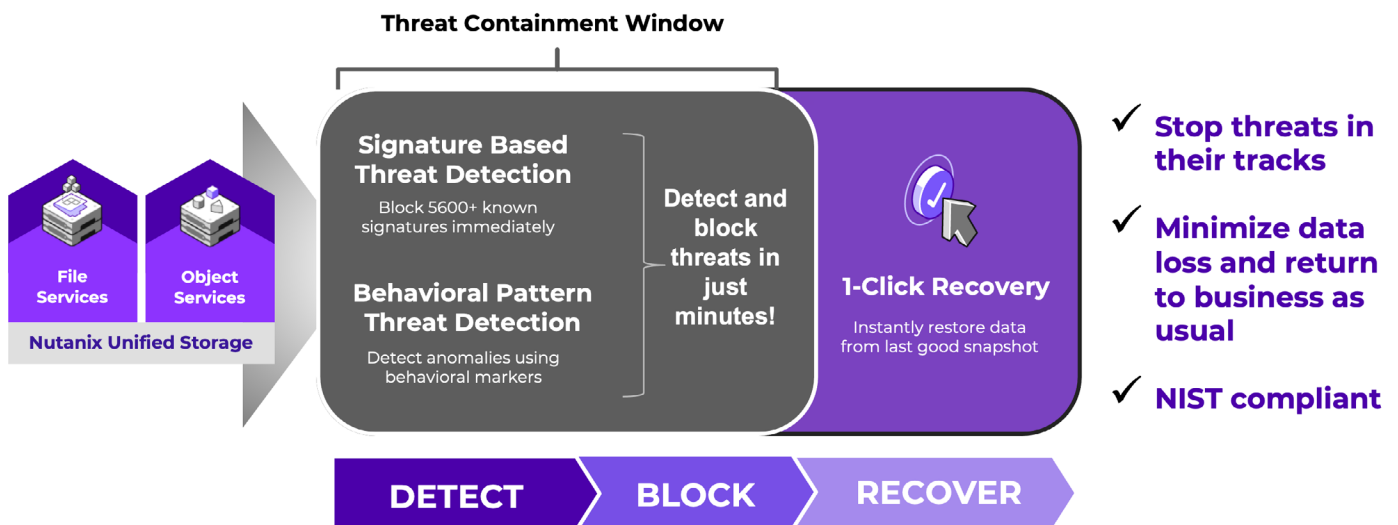 Threat Containment Window
File
Services
Object
Services
Nutanix Unified Storage
Signature Based
Threat Detection
Block 5600+ known
signatures immediately
Behavioral Pattern
Threat Detection
Detect anomalies using
behavioral markers
Detect and
block
threats in
just
minutes!
1-Click Recovery
Instantly restore data
from last good snapshot
Stop threats in
their tracks
Minimize data
loss and return
to business as
usual
NIST compliant
DETECT
BLOCK
RECOVER